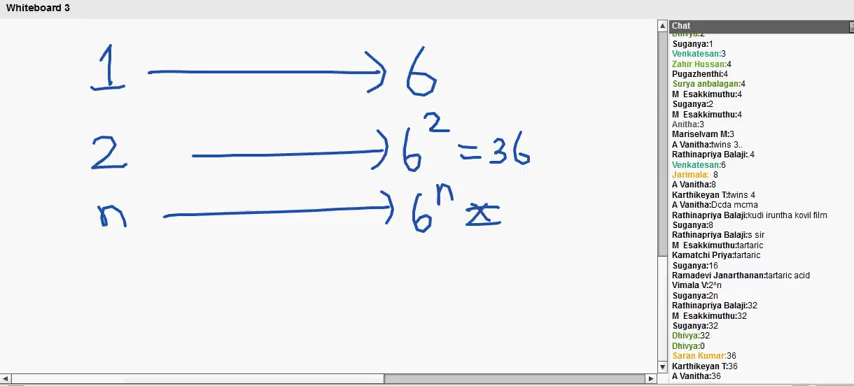 Whiteboard 3
1 → 6
2 → 6² = 36
n → 6ⁿ x
Chat
Dhivya:2
Suganya:1
Venkatesan:3
Zahir Hussan:4
Pugazhenthi:4
Surya anbalagan:4
M Esakkimuthu:4
Suganya:2
M Esakkimuthu:4
Anitha:3
Mariselvam M:3
A Vanitha:twins 3..
Rathinapriya Balaji:.4
Venkatesan:6
Jarimala: 8
A Vanitha:8
Karthikeyan T:twins 4
A Vanitha:Dcda mcma
Rathinapriya Balaji:kudi iruntha kovil film
Suganya:8
Rathinapriya Balaji:s sir
M Esakkimuthu:tartaric
Kamatchi Priya:tartaric
Suganya:16
Ramadevi Janarthanan:tartaric acid
Vimala V:2^n
Suganya:2n
Rathinapriya Balaji:32
M Esakkimuthu:32
Suganya:32
Dhivya:32
Dhivya:0
Saran Kumar:36
Karthikeyan T:36
A Vanitha:36